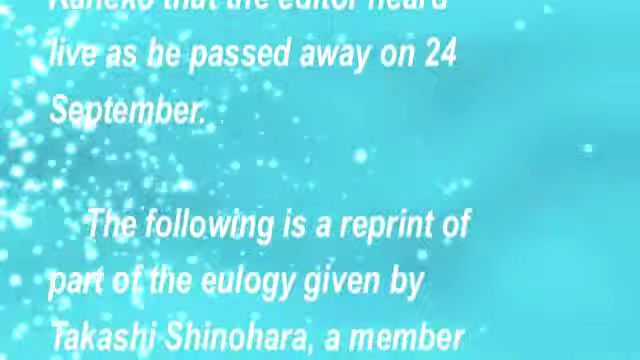 Kaneko that the editor heard
live as be passed away on 24
September.
The following is a reprint of
part of the eulogy given by
Takashi Shinohara, a member